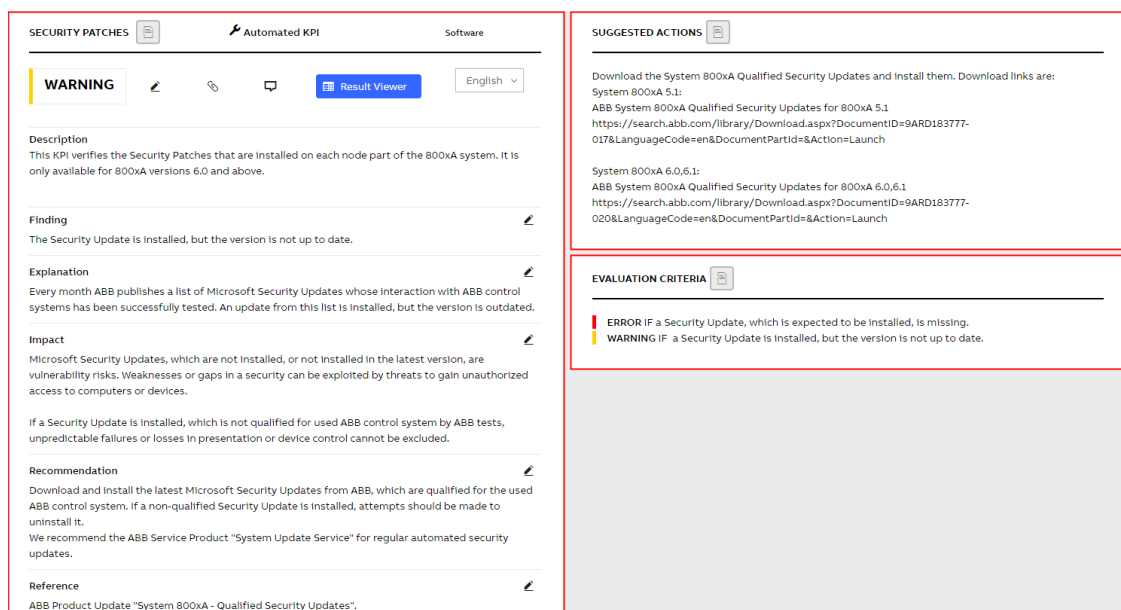 SECURITY PATCHES
Automated KPI
Software
WARNING
Result Viewer
English
Description
This KPI verifies the Security Patches that are installed on each node part of the 800xA system. It is
only available for 800xA versions 6.0 and above.
Finding
The Security Update is installed, but the version is not up to date.
Explanation
Every month ABB publishes a list of Microsoft Security Updates whose interaction with ABB control
systems has been successfully tested. An update from this list is installed, but the version is outdated.
Impact
Microsoft Security Updates, which are not installed, or not installed in the latest version, are
vulnerability risks. Weaknesses or gaps in a security can be exploited by threats to gain unauthorized
access to computers or devices.
If a Security Update is installed, which is not qualified for used ABB control system by ABB tests,
unpredictable failures or losses in presentation or device control cannot be excluded.
Recommendation
Download and install the latest Microsoft Security Updates from ABB, which are qualified for the used
ABB control system. If a non-qualified Security Update is installed, attempts should be made to
uninstall it.
We recommend the ABB Service Product "System Update Service" for regular automated security
updates.
Reference
ABB Product Update "System 800xA - Qualified Security Updates".
SUGGESTED ACTIONS
Download the System 800xA Qualified Security Updates and install them. Download links are:
System 800xA 5.1:
ABB System 800xA Qualified Security Updates for 800xA 5.1
https://search.abb.com/library/Download.aspx?DocumentID=9ARD183777-
017&LanguageCode=en&DocumentPartId=&Action=Launch
System 800xA 6.0,6.1:
ABB System 800xA Qualified Security Updates for 800xA 6.0,6.1
https://search.abb.com/library/Download.aspx?DocumentID=9ARD183777-
020&LanguageCode=en&DocumentPartId=&Action=Launch
EVALUATION CRITERIA
ERROR IF a Security Update, which is expected to be installed, is missing.
WARNING IF a Security Update is installed, but the version is not up to date.